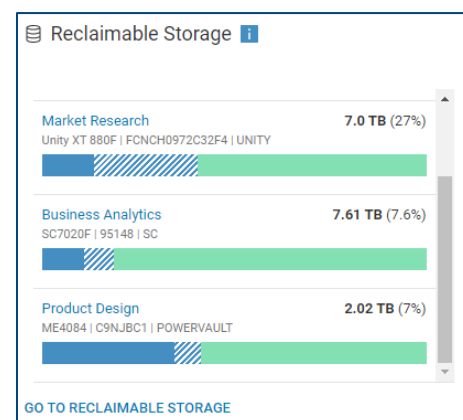 Reclaimable Storage i
Market Research 7.0 TB (27%)
Unity XT 880F | FCNCH0972C32F4 | UNITY
Business Analytics 7.61 TB (7.6%)
SC7020F | 95148 | SC
Product Design 2.02 TB (7%)
ME4084 | C9NJBC1 | POWERVAULT
GO TO RECLAIMABLE STORAGE